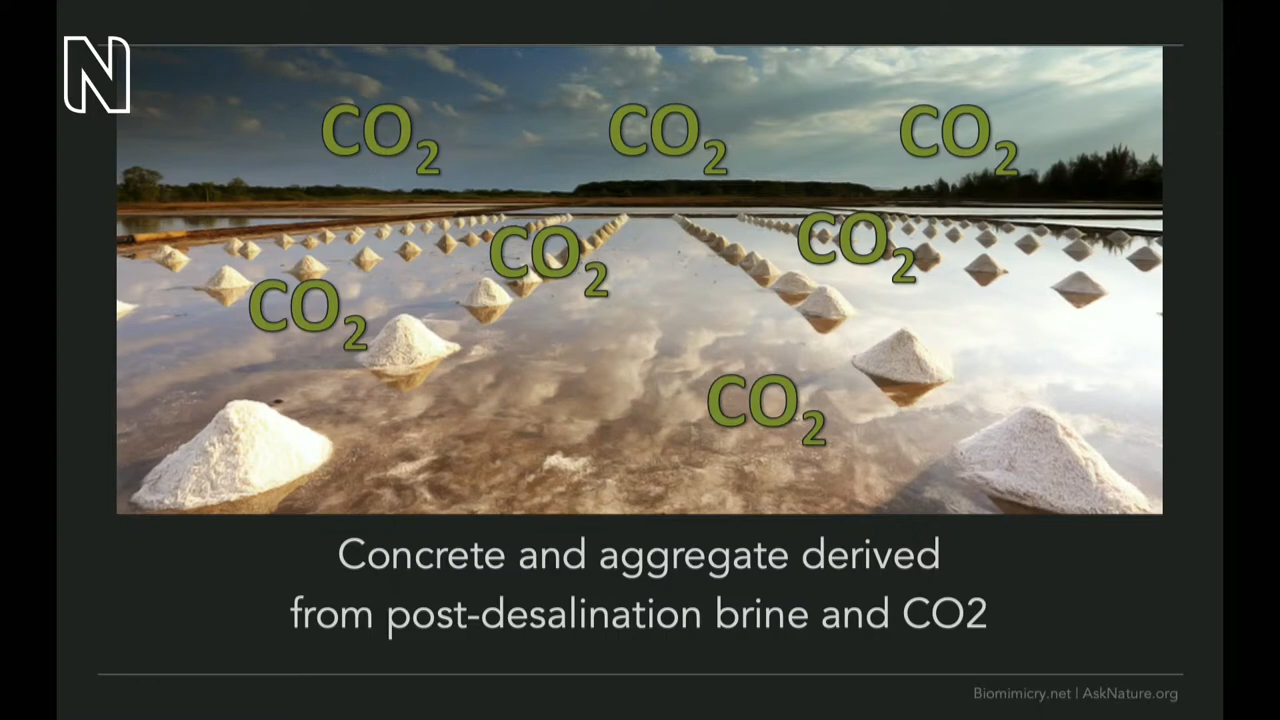 N
CO2 CO2 CO2
CO2 CO2
CO2
CO2
Concrete and aggregate derived
from post-desalination brine and CO2
Biomimicry.net | AskNature.org